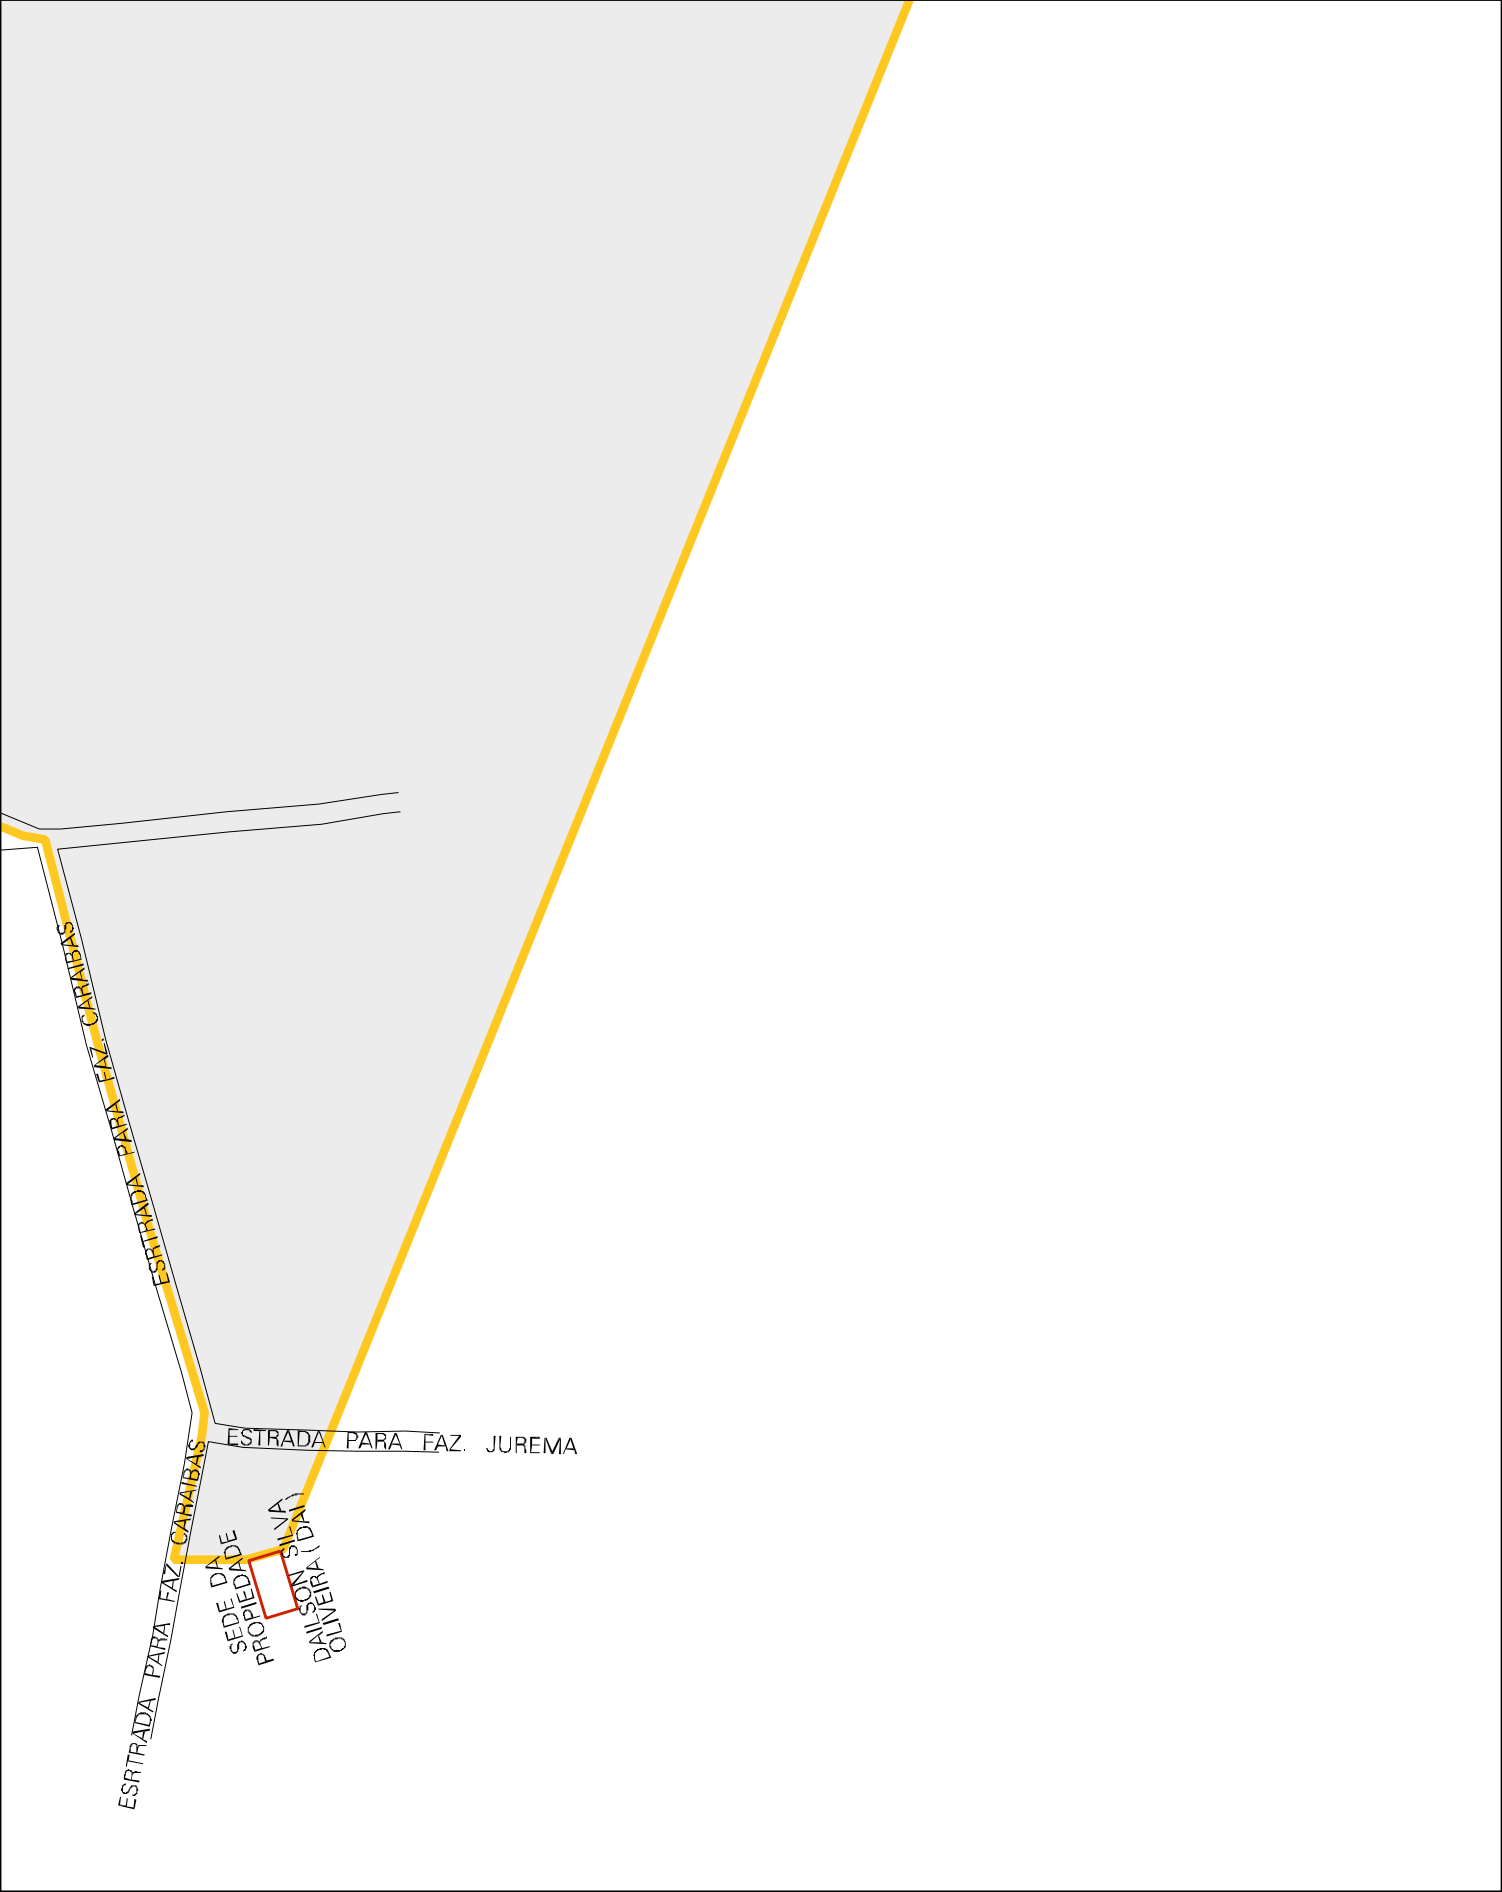 ESRTRADA PARA FAZ. CARAIBAS
ESTRADA PARA FAZ. JUREMA
ESRTRADA PARA FAZ. CARAIBAS
SEDE DA
PROPIEDADE
DAILSON SILVA
OLIVEIRA ( DAI )